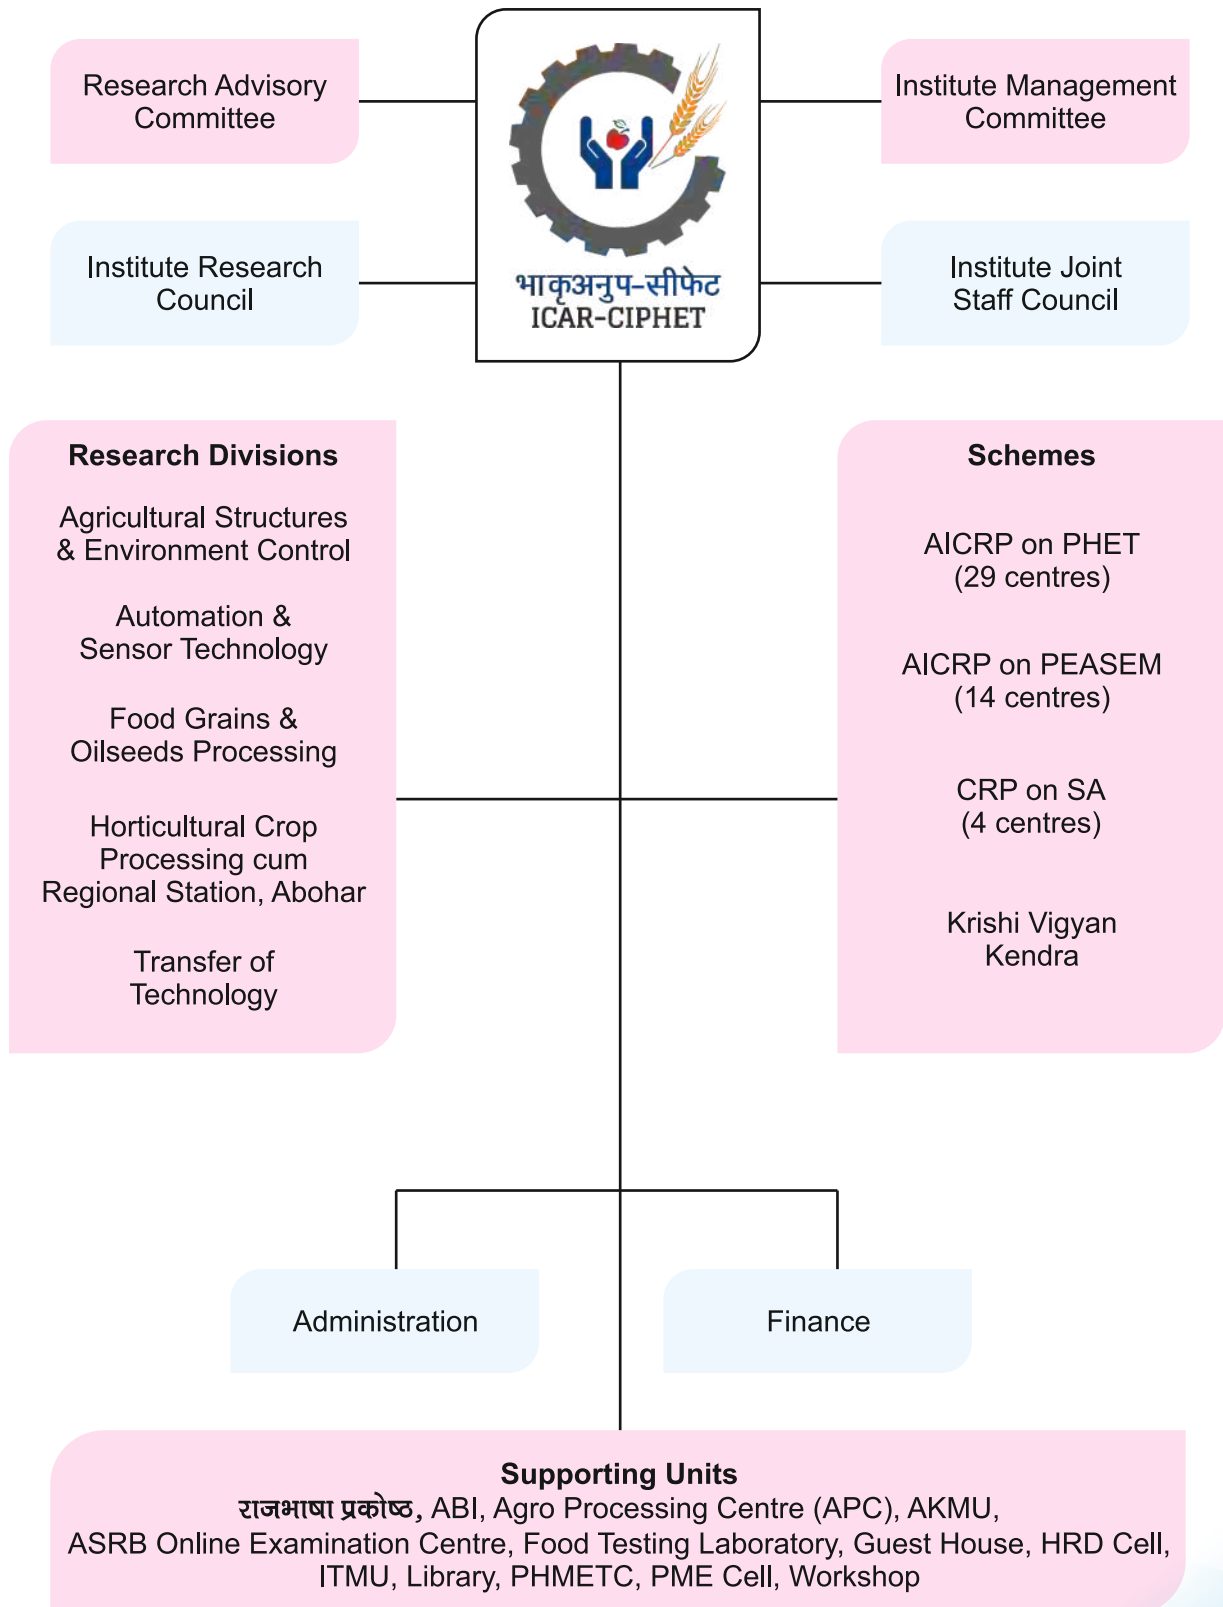 Research Advisory
Committee
Institute Management
Committee
Institute Research
Council
Institute Joint
Staff Council
भाकृअनुप-सीफेट
ICAR-CIPHET
Research Divisions
Agricultural Structures
& Environment Control
Automation &
Sensor Technology
Food Grains &
Oilseeds Processing
Horticultural Crop
Processing cum
Regional Station, Abohar
Transfer of
Technology
Schemes
AICRP on PHET
(29 centres)
AICRP on PEASEM
(14 centres)
CRP on SA
(4 centres)
Krishi Vigyan
Kendra
Administration
Finance
Supporting Units
राजभाषा प्रकोष्ठ, ABI, Agro Processing Centre (APC), AKMU,
ASRB Online Examination Centre, Food Testing Laboratory, Guest House, HRD Cell,
ITMU, Library, PHMETC, PME Cell, Workshop